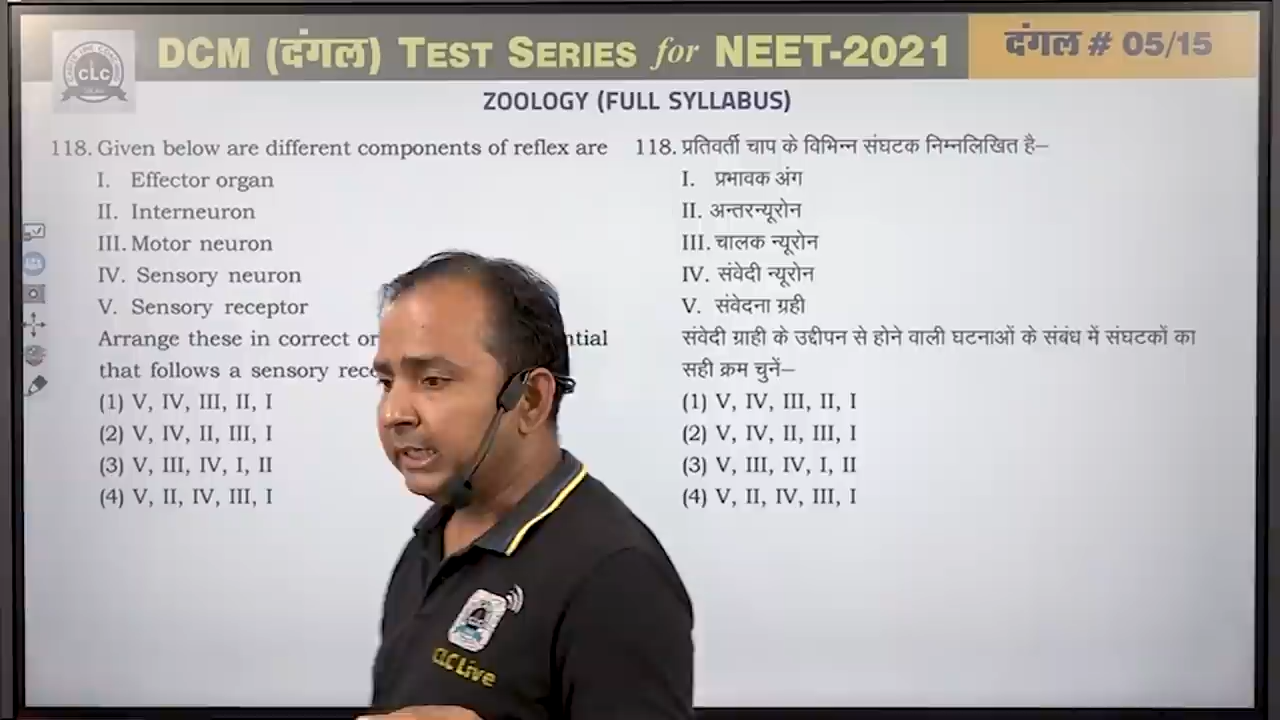 DCM (दंगल) TEST SERIES for NEET-2021
दंगल # 05/15
CLC
ZOOLOGY (FULL SYLLABUS)
118. Given below are different components of reflex are
I. Effector organ
II. Interneuron
III. Motor neuron
IV. Sensory neuron
V. Sensory receptor
Arrange these in correct
that follows a sensory
(1) V, IV, III, II, I
(2) V, IV, II, III, I
(3) V, III, IV, I, II
(4) V, II, IV, III, I
118. प्रतिवर्ती चाप के विभिन्न संघटक निम्नलिखित है–
I. प्रभावक अंग
II. अन्तरन्यूरोन
III. चालक न्यूरोन
IV. संवेदी न्यूरोन
V. संवेदना ग्रही
संवेदी ग्राही के उद्दीपन से होने वाली घटनाओं के संबंध में संघटकों का
सही क्रम चुनें–
(1) V, IV, III, II, I
(2) V, IV, II, III, I
(3) V, III, IV, I, II
(4) V, II, IV, III, I
CLC Live